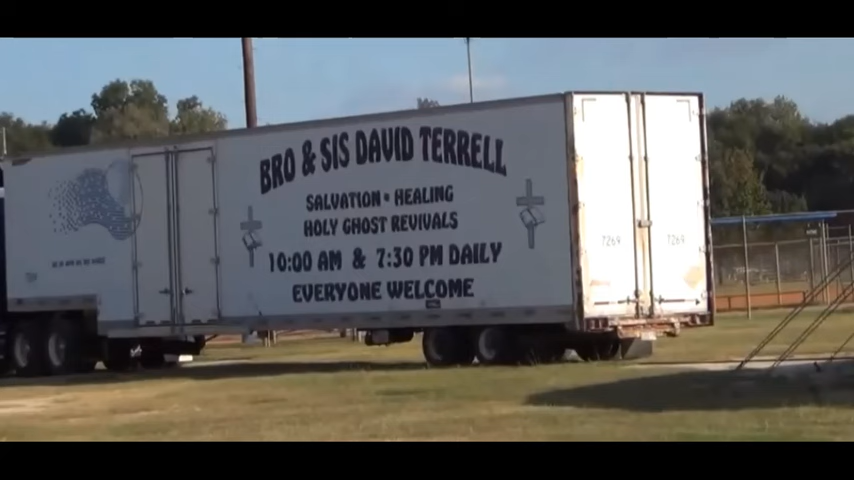 BRO & SIS DAVID TERRELL
SALVATION • HEALING
HOLY GHOST REVIVALS
10:00 AM & 7:30 PM DAILY
EVERYONE WELCOME
7269
7269